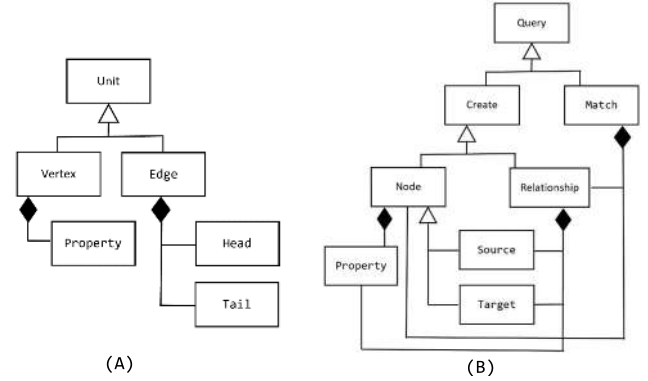 Unit
Vertex
Edge
Property
Head
Tail
(A)
Query
Create
Match
Node
Relationship
Property
Source
Target
(B)